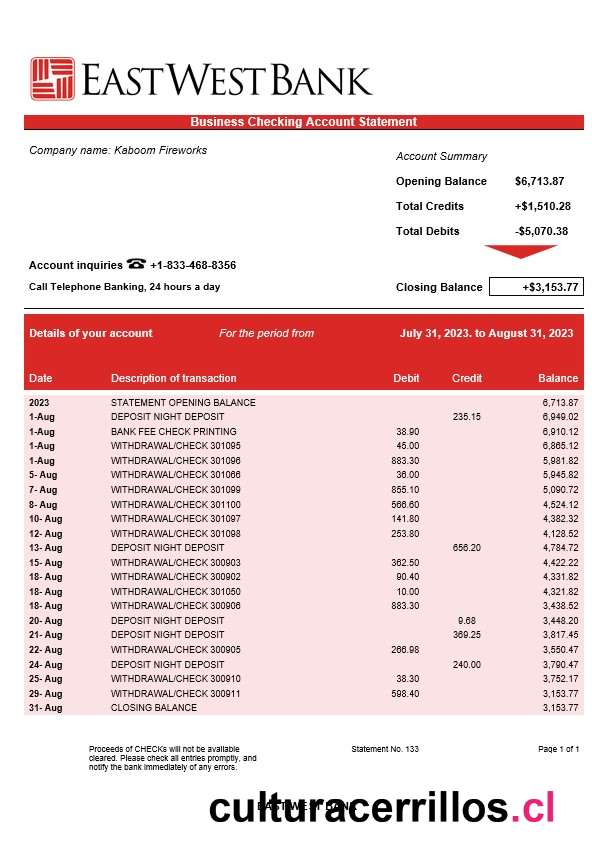 EAST WEST BANK
Business Checking Account Statement
Company name: Kaboom Fireworks
Account Summary
Opening Balance $6,713.87
Total Credits +$1,510.28
Total Debits -$5,070.38
Account inquiries ☎ +1-833-468-8356
Call Telephone Banking, 24 hours a day
Closing Balance +$3,153.77
Details of your account For the period from July 31, 2023. to August 31, 2023
Date Description of transaction Debit Credit Balance
2023 STATEMENT OPENING BALANCE 6,713.87
1-Aug DEPOSIT NIGHT DEPOSIT 235.15 6,949.02
1-Aug BANK FEE CHECK PRINTING 38.90 6,910.12
1-Aug WITHDRAWAL/CHECK 301095 45.00 6,865.12
1-Aug WITHDRAWAL/CHECK 301096 883.30 5,981.82
5- Aug WITHDRAWAL/CHECK 301066 36.00 5,945.82
7- Aug WITHDRAWAL/CHECK 301099 855.10 5,090.72
8- Aug WITHDRAWAL/CHECK 301100 566.60 4,524.12
10- Aug WITHDRAWAL/CHECK 301097 141.80 4,382.32
12- Aug WITHDRAWAL/CHECK 301098 253.80 4,128.52
13- Aug DEPOSIT NIGHT DEPOSIT 656.20 4,784.72
15- Aug WITHDRAWAL/CHECK 300903 362.50 4,422.22
18- Aug WITHDRAWAL/CHECK 300902 90.40 4,331.82
18- Aug WITHDRAWAL/CHECK 301050 10.00 4,321.82
18- Aug WITHDRAWAL/CHECK 300906 883.30 3,438.52
20- Aug DEPOSIT NIGHT DEPOSIT 9.68 3,448.20
21- Aug DEPOSIT NIGHT DEPOSIT 369.25 3,817.45
22- Aug WITHDRAWAL/CHECK 300905 266.98 3,550.47
24- Aug DEPOSIT NIGHT DEPOSIT 240.00 3,790.47
25- Aug WITHDRAWAL/CHECK 300910 38.30 3,752.17
29- Aug WITHDRAWAL/CHECK 300911 598.40 3,153.77
31- Aug CLOSING BALANCE 3,153.77
Proceeds of CHECKs will not be available Statement No. 133 Page 1 of 1
cleared. Please check all entries promptly, and
notify the bank immediately of any errors.
EAST WEST BANK
culturacerrillos.cl